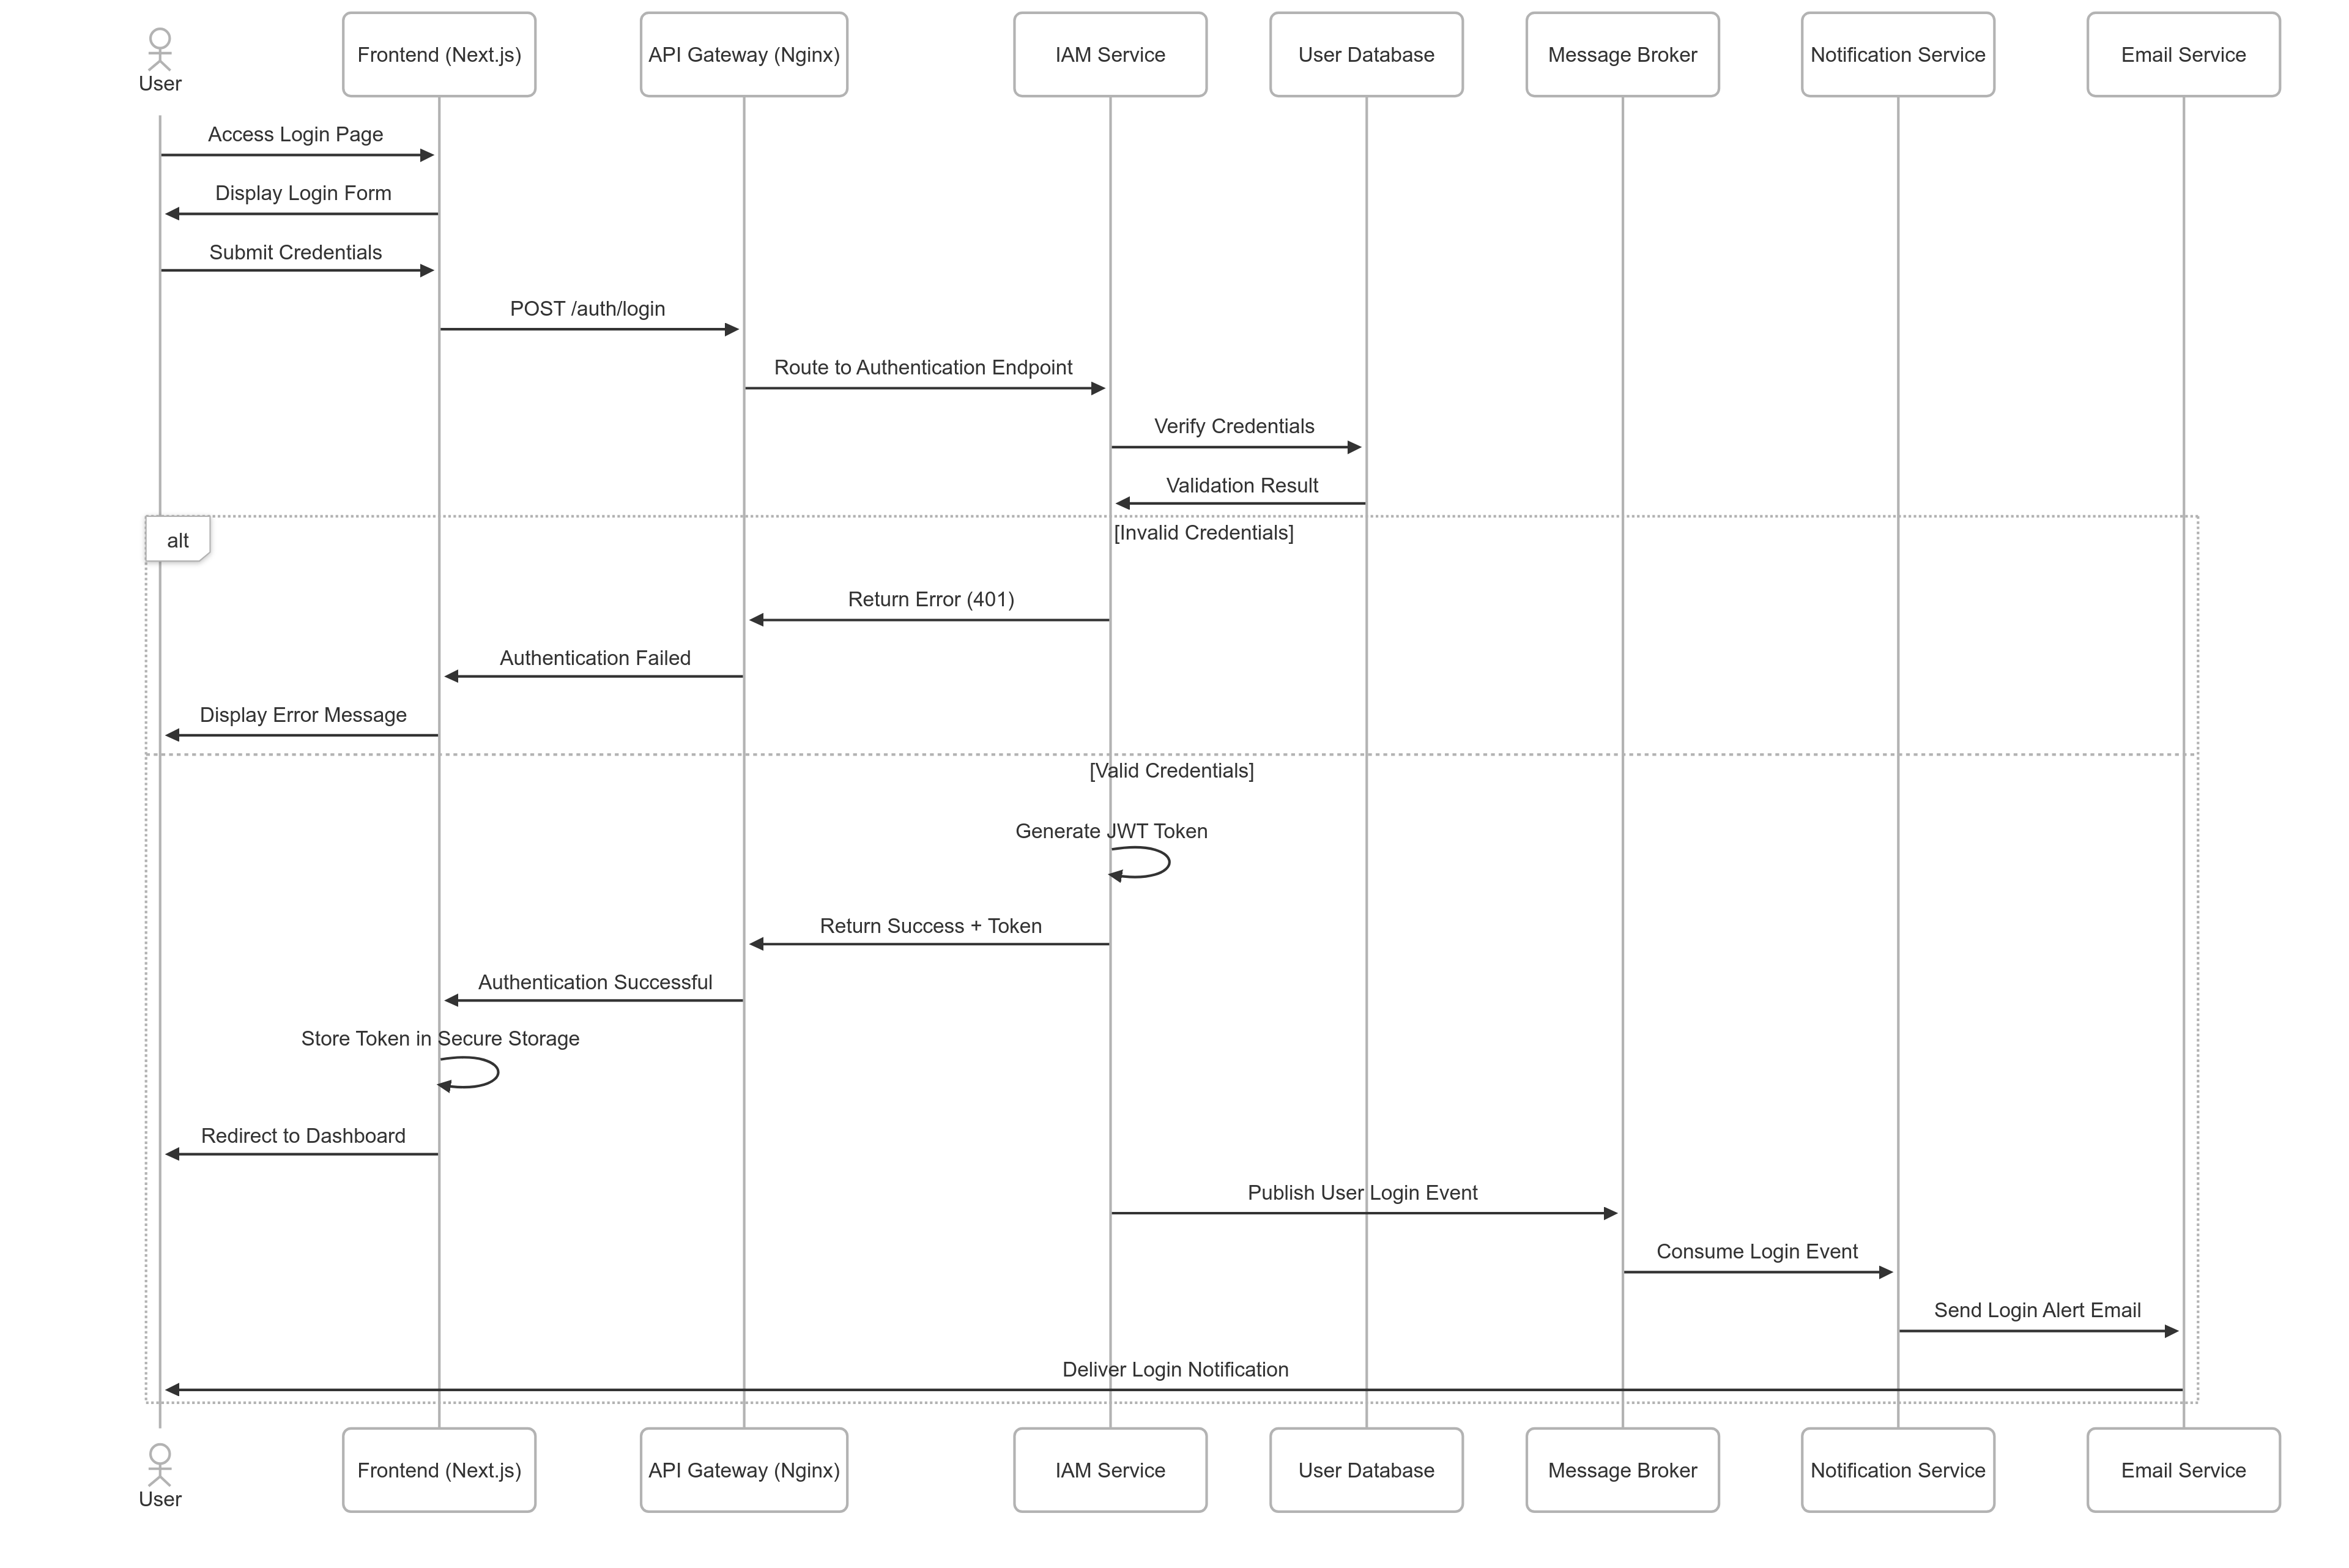 User
Frontend (Next.js)
API Gateway (Nginx)
IAM Service
User Database
Message Broker
Notification Service
Email Service
Access Login Page
Display Login Form
Submit Credentials
POST /auth/login
Route to Authentication Endpoint
Verify Credentials
Validation Result
alt
[Invalid Credentials]
Return Error (401)
Authentication Failed
Display Error Message
[Valid Credentials]
Generate JWT Token
Return Success + Token
Authentication Successful
Store Token in Secure Storage
Redirect to Dashboard
Publish User Login Event
Consume Login Event
Send Login Alert Email
Deliver Login Notification
User
Frontend (Next.js)
API Gateway (Nginx)
IAM Service
User Database
Message Broker
Notification Service
Email Service